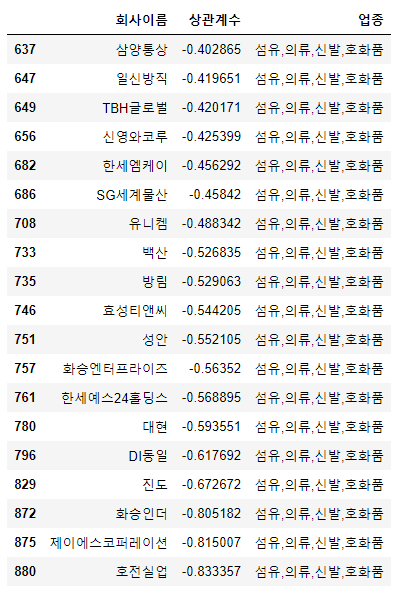 회사이름 상관계수 업종
637 삼양통상 -0.402865 섬유,의류,신발,호화품
647 일신방직 -0.419651 섬유,의류,신발,호화품
649 TBH글로벌 -0.420171 섬유,의류,신발,호화품
656 신영와코루 -0.425399 섬유,의류,신발,호화품
682 한세엠케이 -0.456292 섬유,의류,신발,호화품
686 SG세계물산 -0.45842 섬유,의류,신발,호화품
708 유니켐 -0.488342 섬유,의류,신발,호화품
733 백산 -0.526835 섬유,의류,신발,호화품
735 방림 -0.529063 섬유,의류,신발,호화품
746 효성티앤씨 -0.544205 섬유,의류,신발,호화품
751 성안 -0.552105 섬유,의류,신발,호화품
757 화승엔터프라이즈 -0.56352 섬유,의류,신발,호화품
761 한세예스24홀딩스 -0.568895 섬유,의류,신발,호화품
780 대현 -0.593551 섬유,의류,신발,호화품
796 DI동일 -0.617692 섬유,의류,신발,호화품
829 진도 -0.672672 섬유,의류,신발,호화품
872 화승인더 -0.805182 섬유,의류,신발,호화품
875 제이에스코퍼레이션 -0.815007 섬유,의류,신발,호화품
880 호전실업 -0.833357 섬유,의류,신발,호화품